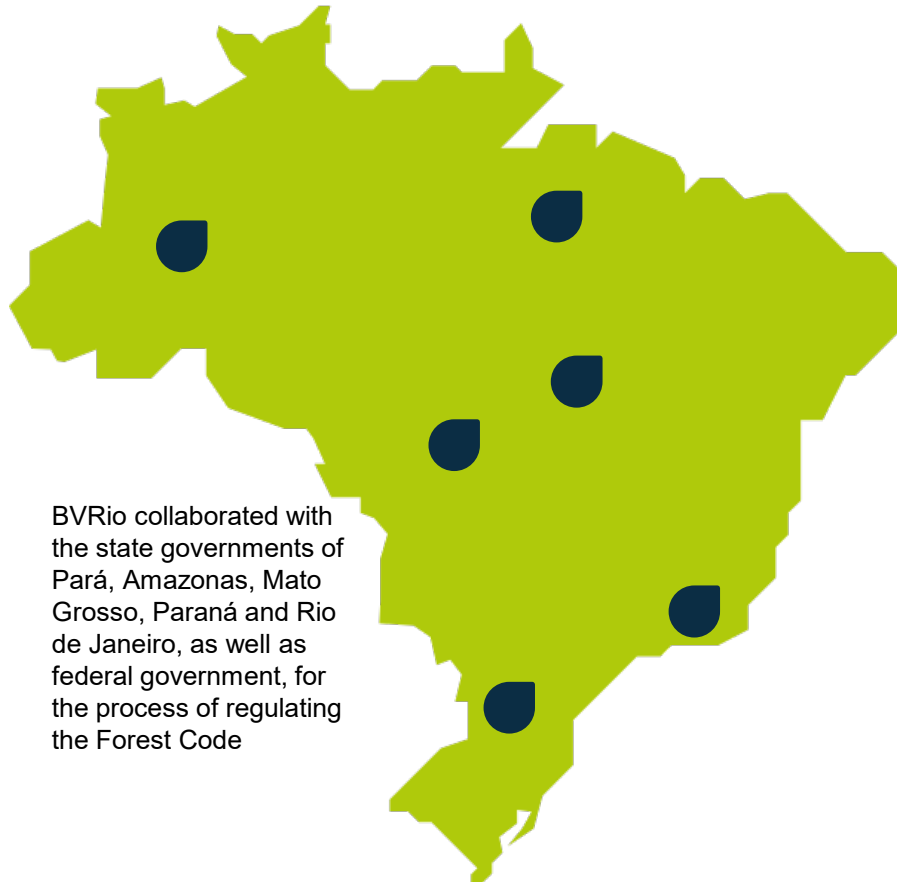 BVRio collaborated with
the state governments of
Pará, Amazonas, Mato
Grosso, Paraná and Rio
de Janeiro, as well as
federal government, for
the process of regulating
the Forest Code